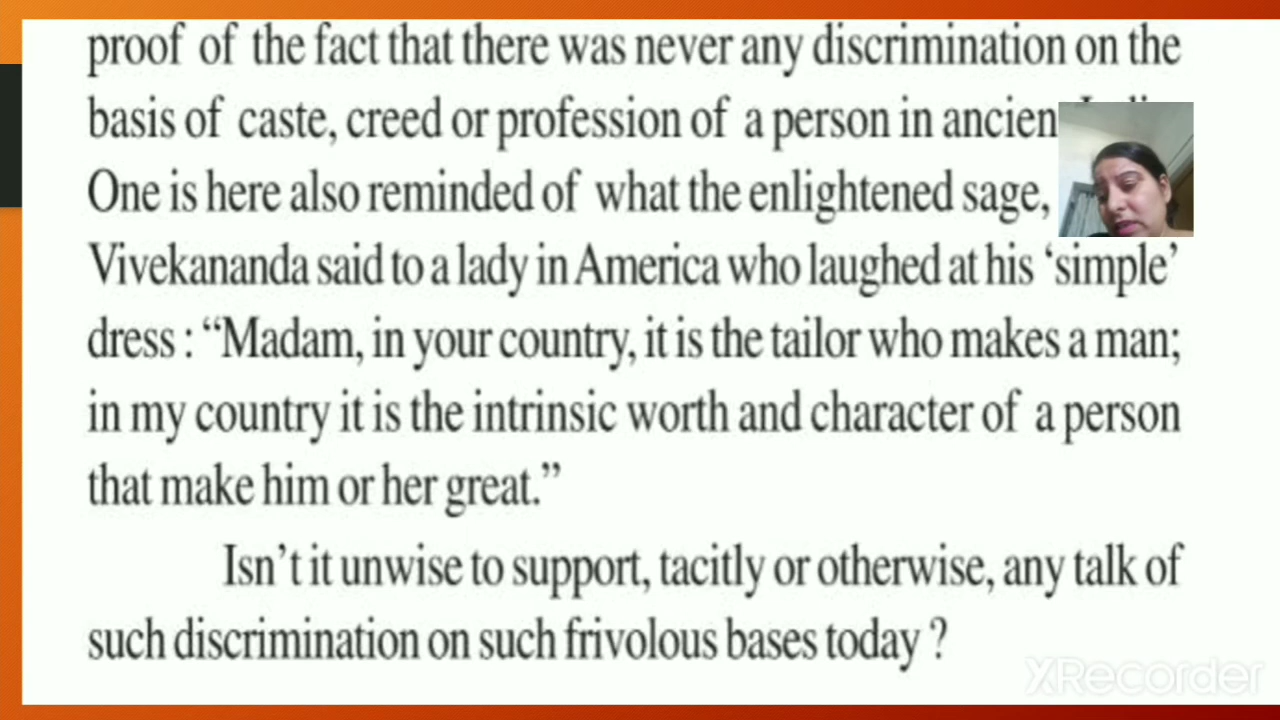 proof of the fact that there was never any discrimination on the
basis of caste, creed or profession of a person in
One is here also reminded of what the enlightened sage,
Vivekananda said to a lady in America who laughed at his ‘simple’
dress : “Madam, in your country, it is the tailor who makes a man;
in my country it is the intrinsic worth and character of a person
that make him or her great.”
Isn’t it unwise to support, tacitly or otherwise, any talk of
such discrimination on such frivolous bases today ?
XRecorder